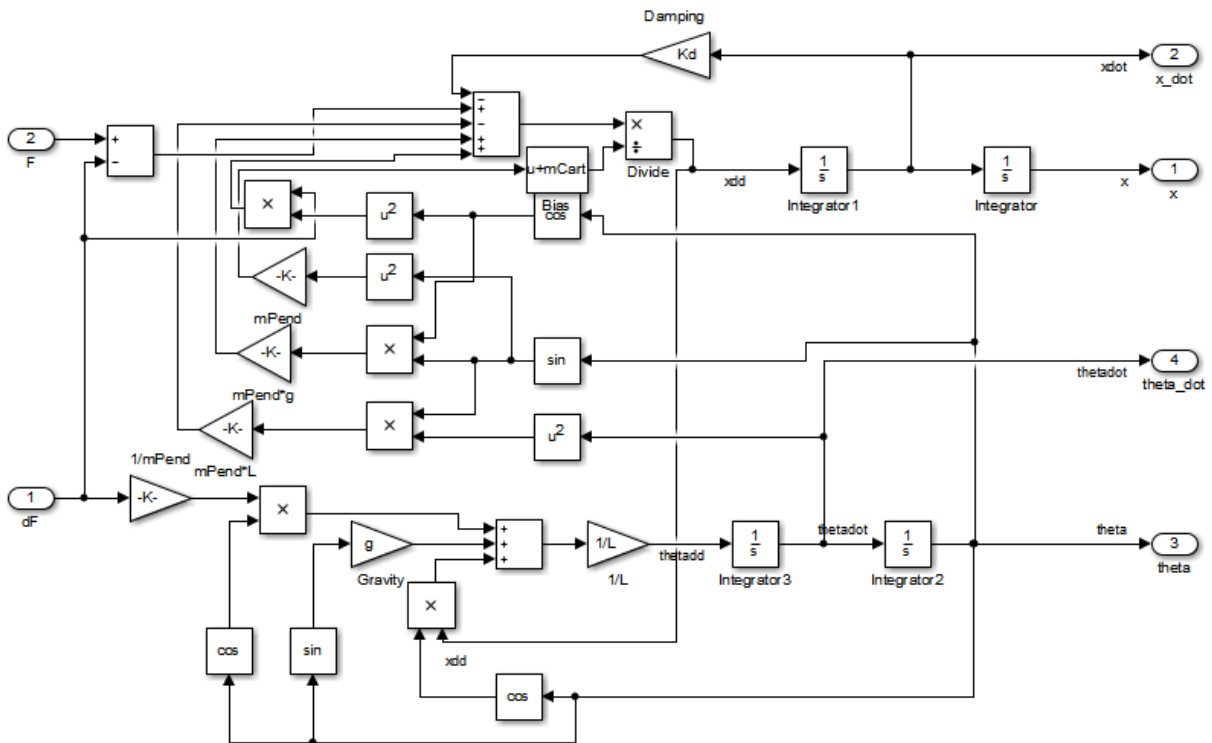 Damping
Kd
xdot
2
x_dot
2
F
+
−
−
+
−
+
+
×
÷
Divide
u+mCart
Bias
xdd
1/s
Integrator1
1/s
Integrator
x
1
x
×
u²
cos
-K-
mPend
u²
-K-
mPend*g
×
sin
thetadot
4
theta_dot
-K-
mPend*L
×
u²
1
dF
1/mPend
-K-
×
g
Gravity
+
+
+
1/L
1/L
thetadd
1/s
Integrator3
thetadot
1/s
Integrator2
theta
3
theta
×
cos
sin
xdd
cos